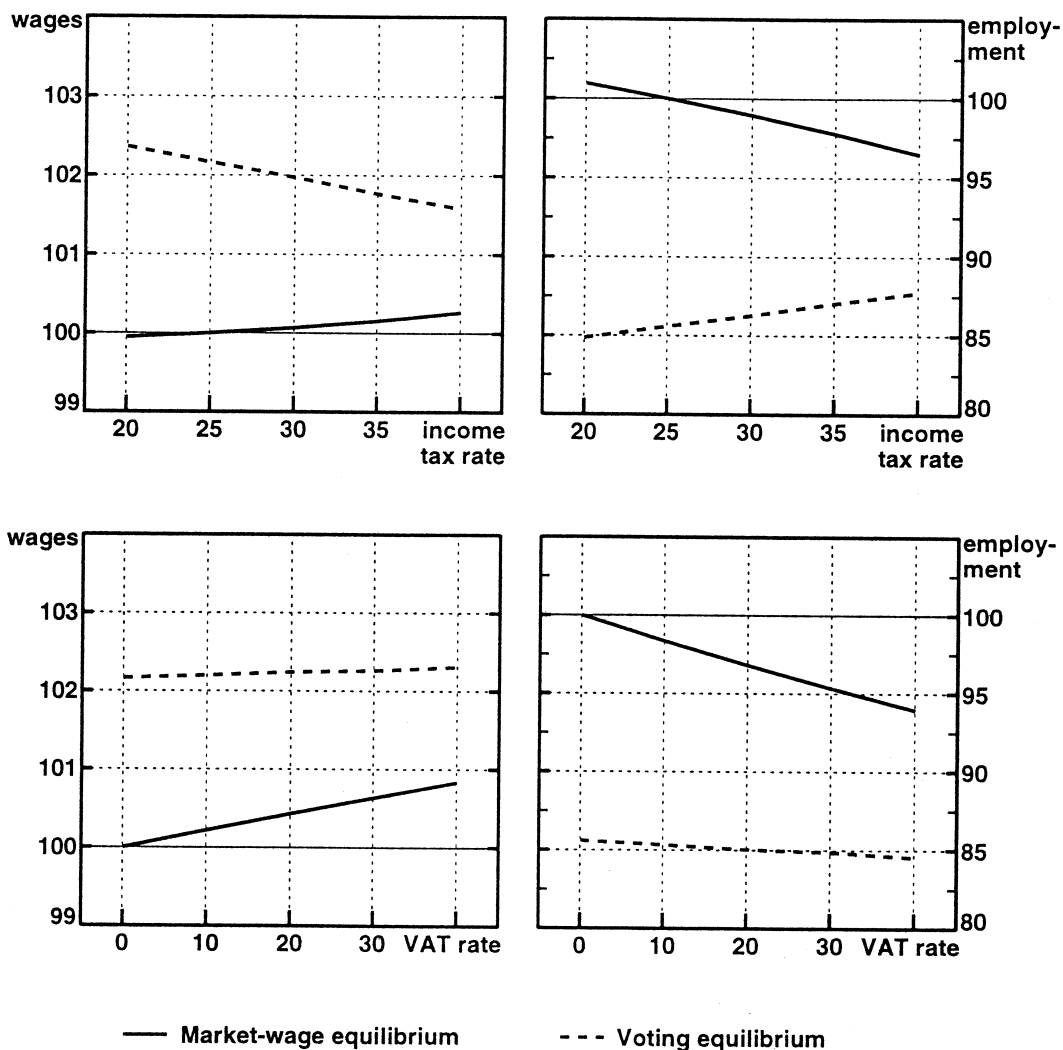 wages
103
102
101
100
99
20 25 30 35 income
tax rate
employ-
ment
100
95
90
85
80
20 25 30 35 income
tax rate
wages
103
102
101
100
99
0 10 20 30 VAT rate
employ-
ment
100
95
90
85
80
0 10 20 30 VAT rate
Market-wage equilibrium
Voting equilibrium